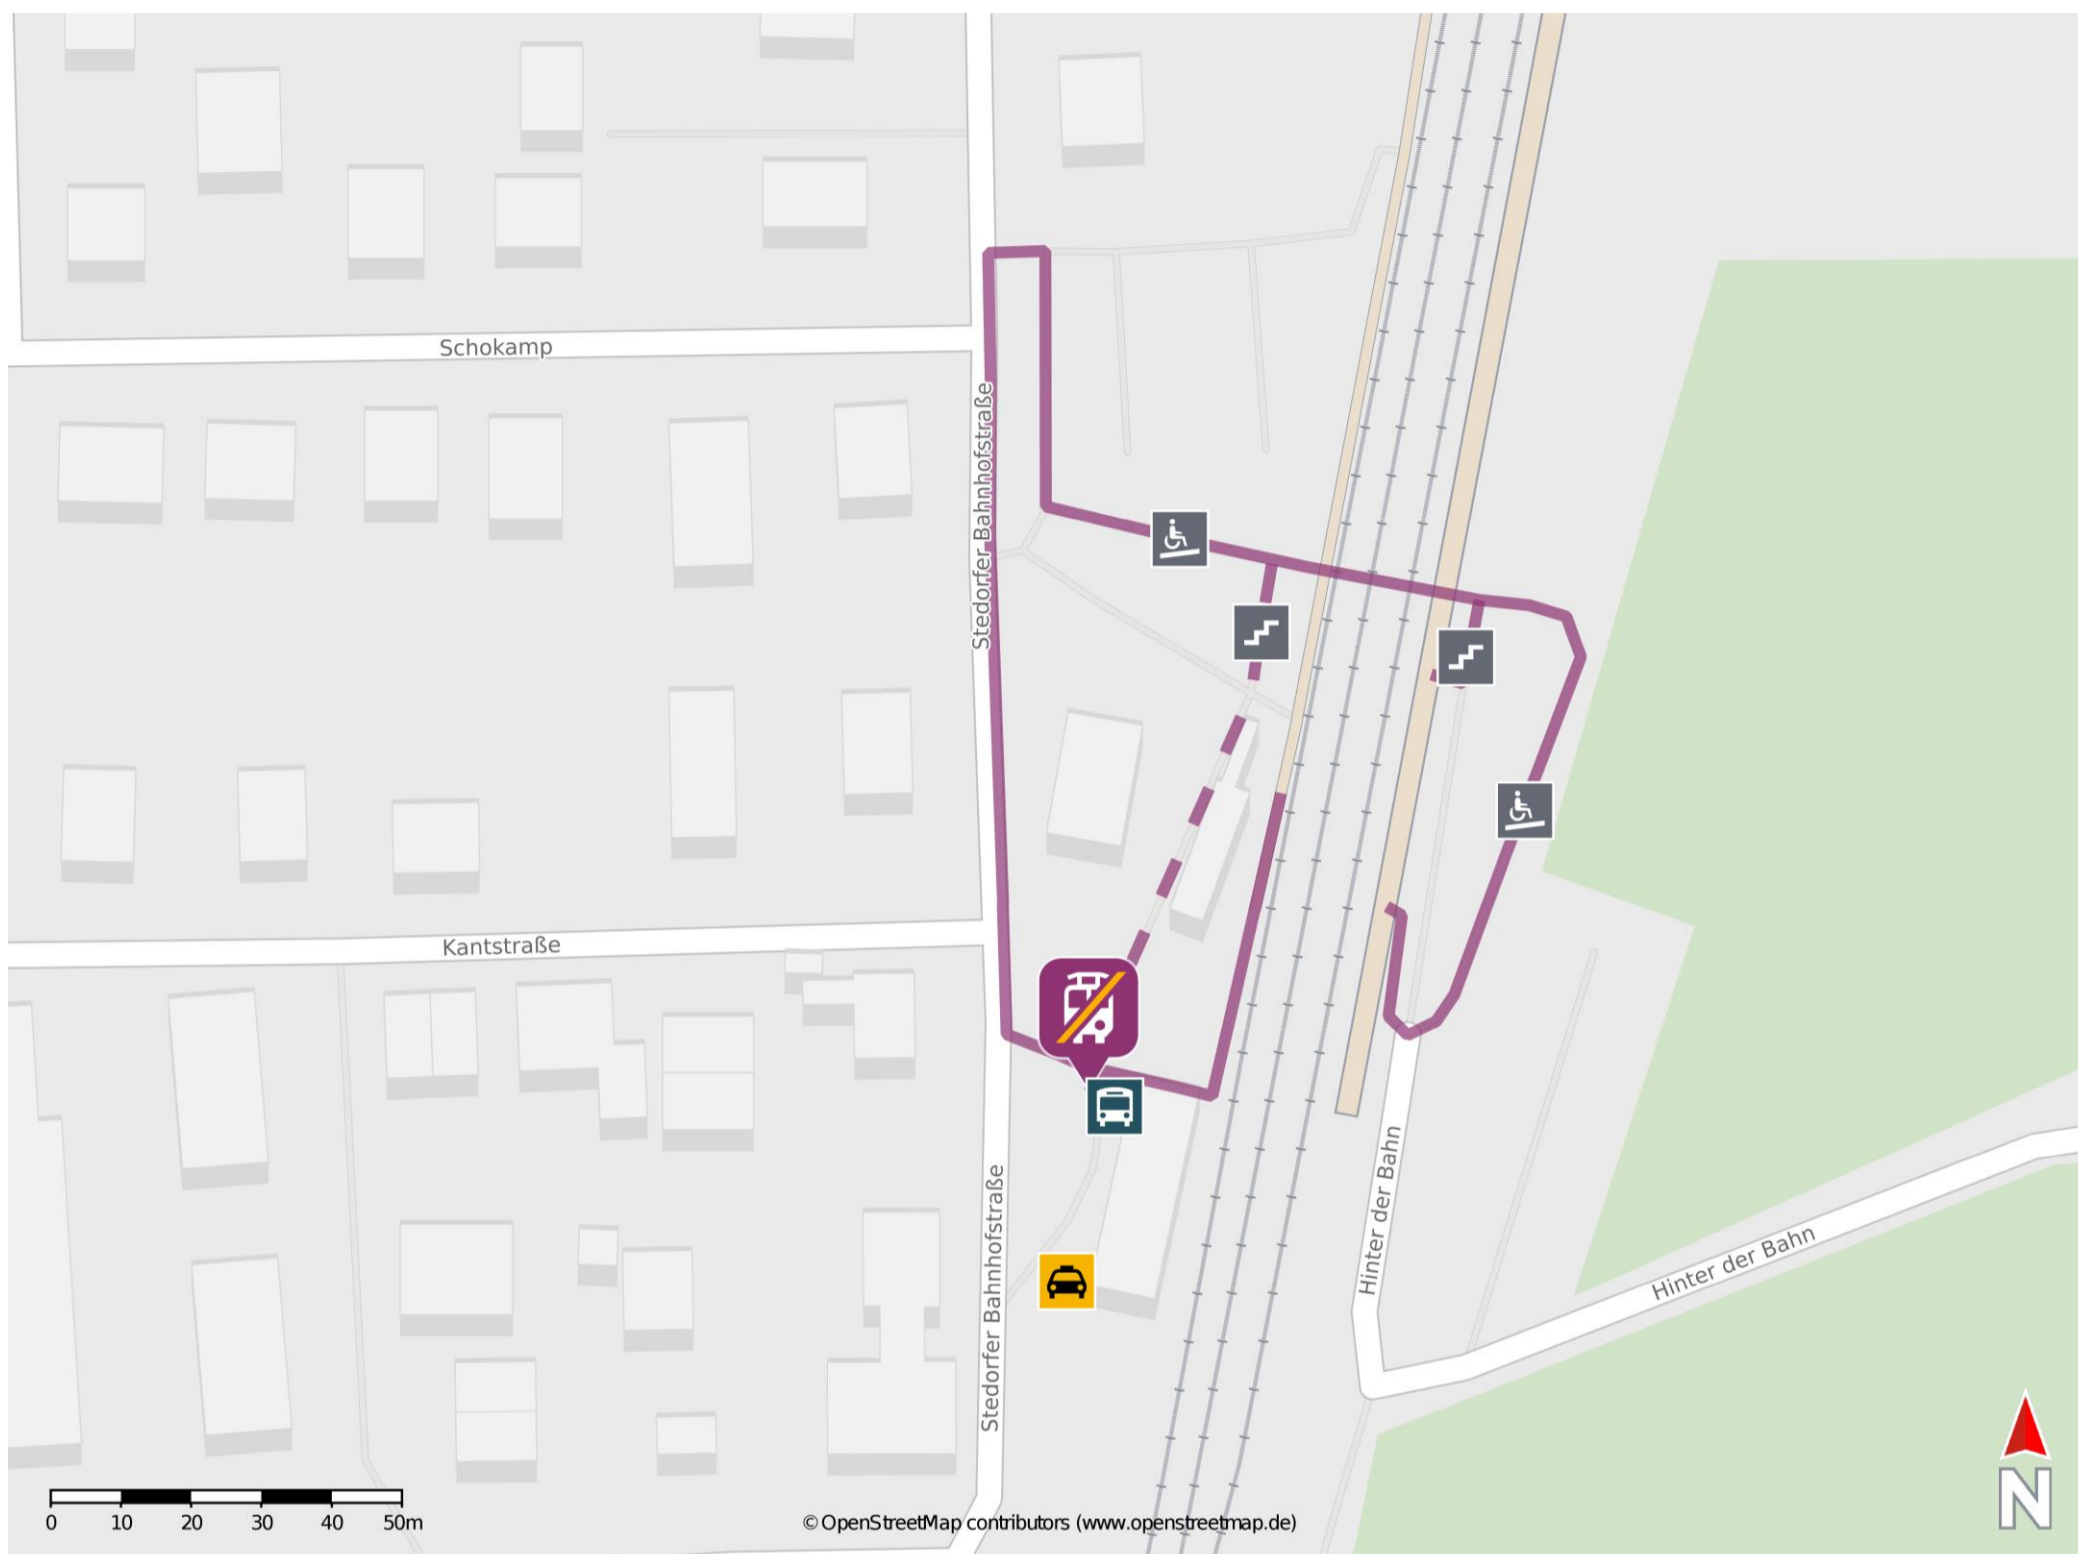 Schokamp
Stedorfer Bahnhofstraße
Kantstraße
Stedorfer Bahnhofstraße
Hinter der Bahn
Hinter der Bahn
0 10 20 30 40 50m
© OpenStreetMap contributors (www.openstreetmap.de)
N